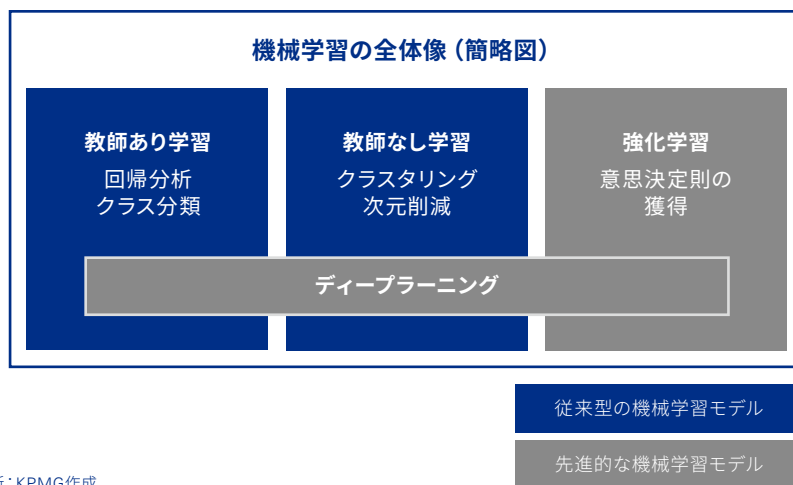 機械学習の全体像（簡略図）
教師あり学習
回帰分析
クラス分類
教師なし学習
クラスタリング
次元削減
強化学習
意思決定則の
獲得
ディープラーニング
従来型の機械学習モデル
先進的な機械学習モデル
：KPMG作成